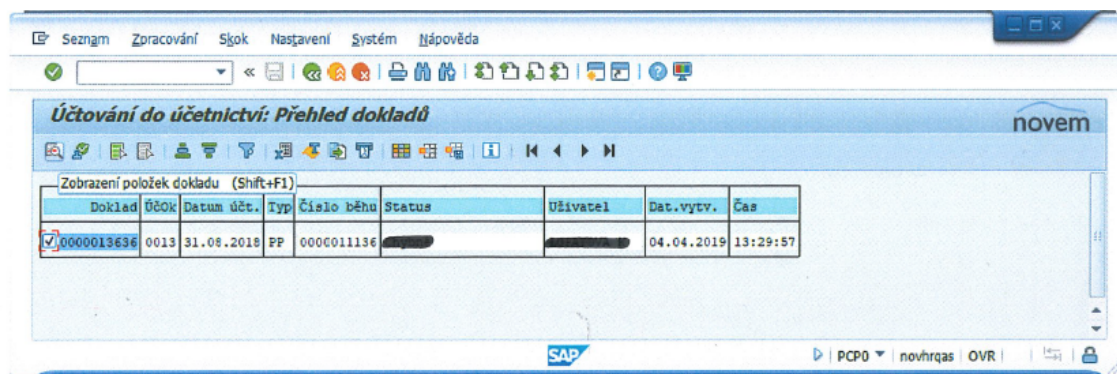 Seznam Zpracování Skok Nastavení Systém Nápověda
Účtování do účetnictví: Přehled dokladů
novem
Zobrazení položek dokladu (Shift+F1)
Doklad ÚčOk Datum účt. Typ Číslo běhu Status Uživatel Dat.vytv. Čas
0000013636 0013 31.08.2018 PP 0000011136 04.04.2019 13:29:57
SAP PCP0 novhrqas OVR